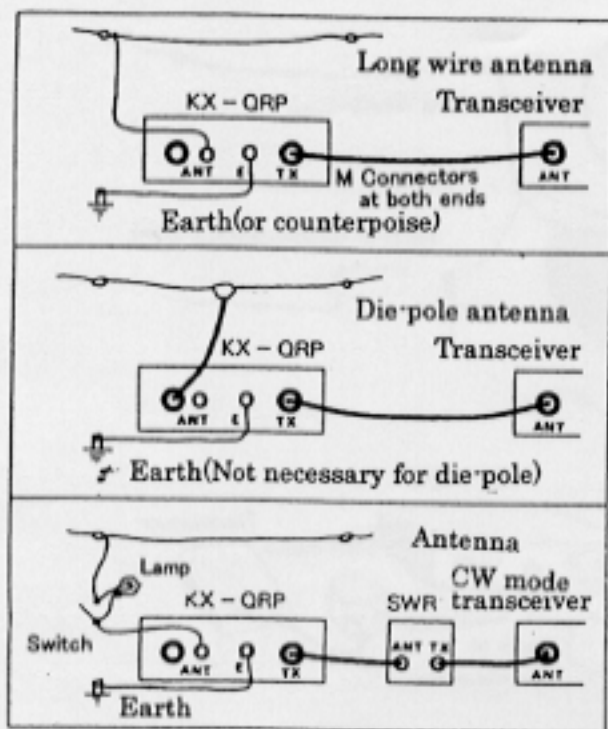 Long wire antenna
KX-QRP Transceiver
ANT E TX
M Connectors
at both ends
ANT
Earth(or counterpoise)
Die-pole antenna
KX-QRP Transceiver
ANT E TX
ANT
Earth(Not necessary for die-pole)
Antenna
Lamp
CW mode
KX-QRP SWR transceiver
Switch
ANT E TX
ANT TX
ANT
Earth